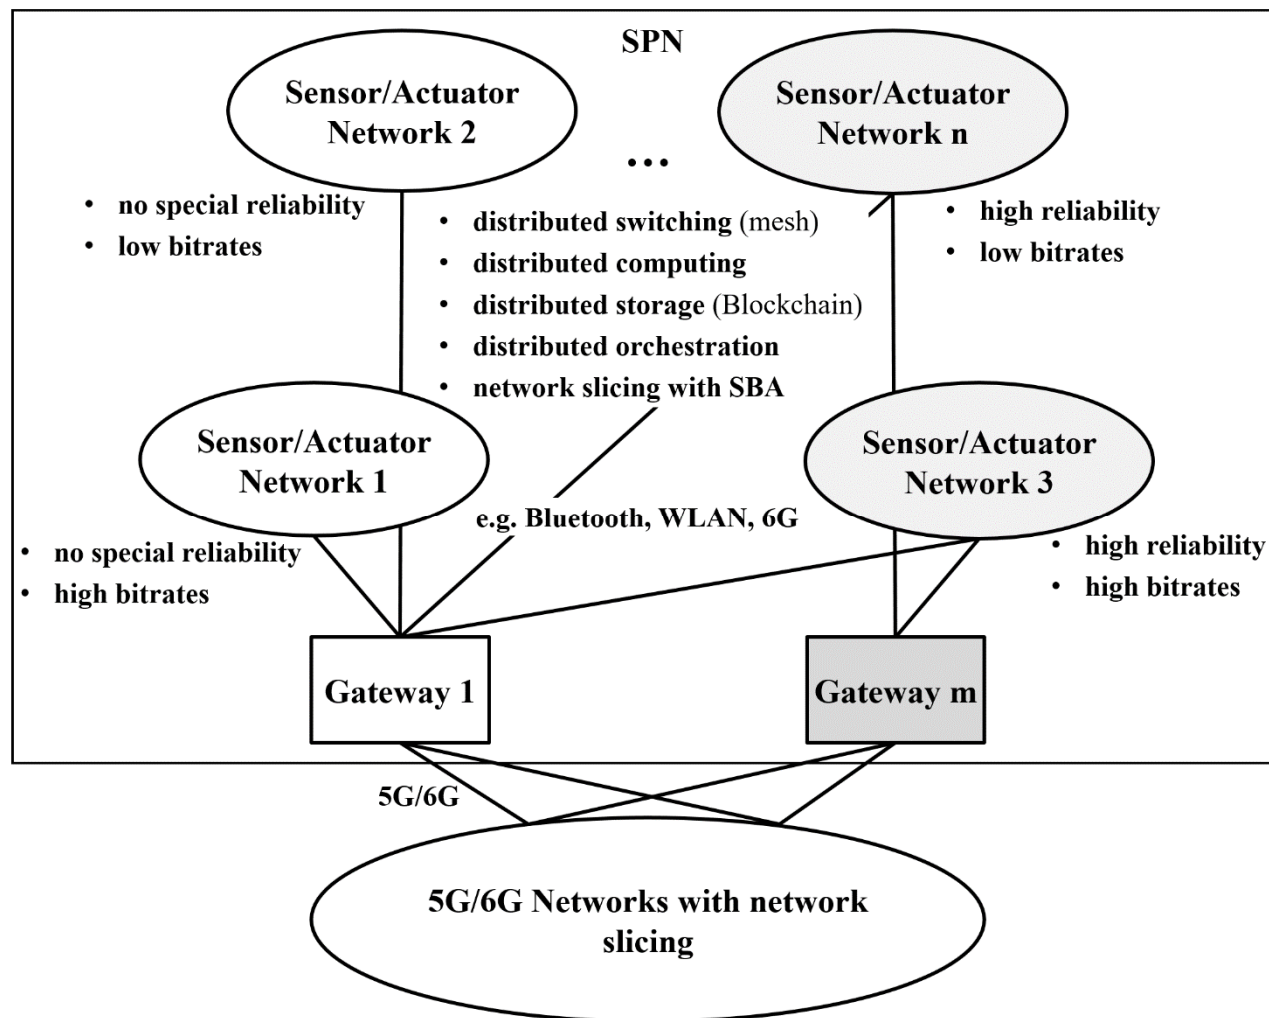 SPN
Sensor/Actuator
Network 2
Sensor/Actuator
Network n
...
• no special reliability
• low bitrates
• distributed switching (mesh)
• distributed computing
• distributed storage (Blockchain)
• distributed orchestration
• network slicing with SBA
• high reliability
• low bitrates
Sensor/Actuator
Network 1
Sensor/Actuator
Network 3
e.g. Bluetooth, WLAN, 6G
• no special reliability
• high bitrates
• high reliability
• high bitrates
Gateway 1
Gateway m
5G/6G
5G/6G Networks with network
slicing